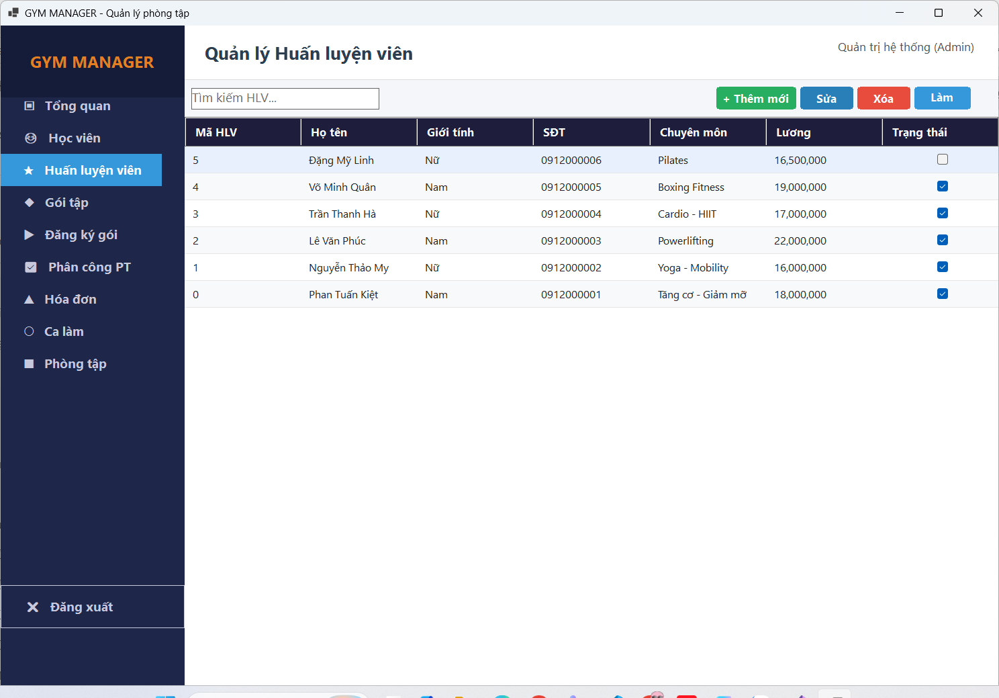 GYM MANAGER - Quản lý phòng tập
GYM MANAGER
Tổng quan
Học viên
Huấn luyện viên
Gói tập
Đăng ký gói
Phân công PT
Hóa đơn
Ca làm
Phòng tập
Đăng xuất
Quản lý Huấn luyện viên
Quản trị hệ thống (Admin)
Tìm kiếm HLV...
+ Thêm mới Sửa Xóa Làm
Mã HLV Họ tên Giới tính SĐT Chuyên môn Lương Trạng thái
5 Đặng Mỹ Linh Nữ 0912000006 Pilates 16,500,000
4 Võ Minh Quân Nam 0912000005 Boxing Fitness 19,000,000
3 Trần Thanh Hà Nữ 0912000004 Cardio - HIIT 17,000,000
2 Lê Văn Phúc Nam 0912000003 Powerlifting 22,000,000
1 Nguyễn Thảo My Nữ 0912000002 Yoga - Mobility 16,000,000
0 Phan Tuấn Kiệt Nam 0912000001 Tăng cơ - Giảm mỡ 18,000,000